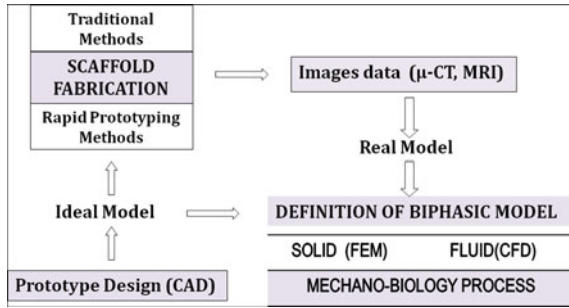 Traditional
Methods
SCAFFOLD
FABRICATION
Rapid Prototyping
Methods
Images data (μ-CT, MRI)
Real Model
Ideal Model
DEFINITION OF BIPHASIC MODEL
SOLID (FEM) FLUID(CFD)
Prototype Design (CAD)
MECHANO-BIOLOGY PROCESS